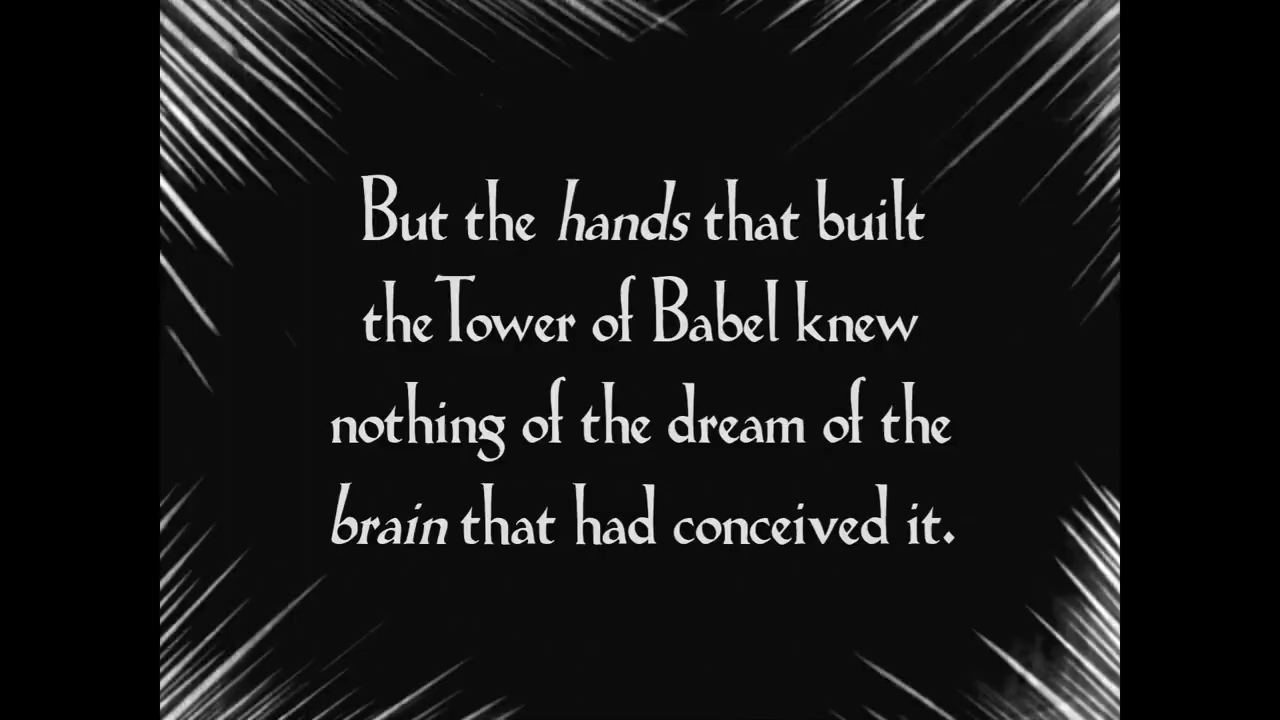 But the hands that built
the Tower of Babel knew
nothing of the dream of the
brain that had conceived it.